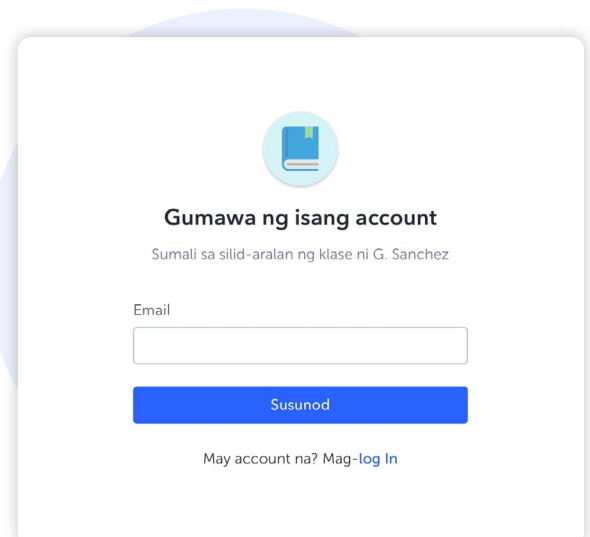 Gumawa ng isang account
Sumali sa silid-aralan ng klase ni G. Sanchez
Email
Susunod
May account na? Mag-log In